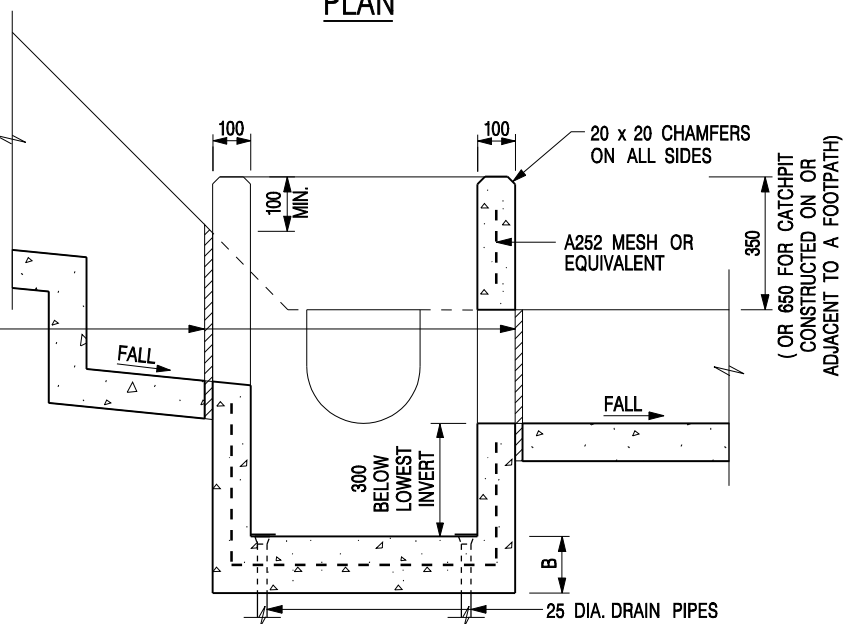 PLAN
100
100
20 x 20 CHAMFERS
ON ALL SIDES
100
MIN.
A252 MESH OR
EQUIVALENT
350
( OR 650 FOR CATCHPIT
CONSTRUCTED ON OR
ADJACENT TO A FOOTPATH)
FALL
FALL
300
BELOW
LOWEST
INVERT
B
25 DIA. DRAIN PIPES